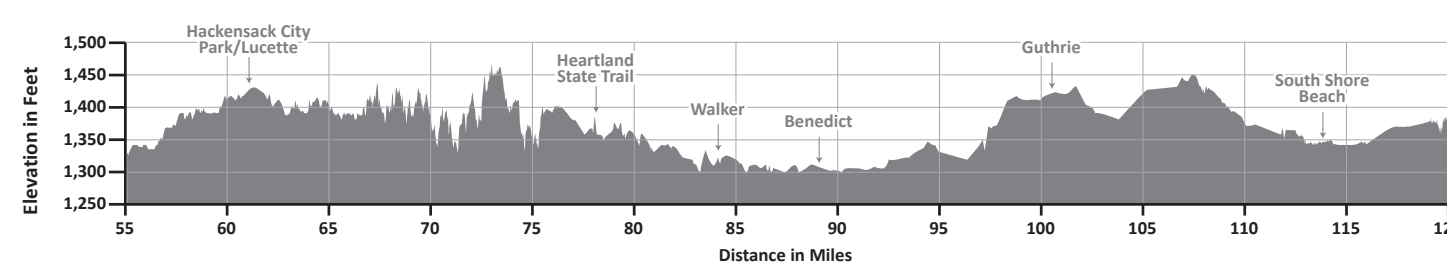 Hackensack City
Park/Lucette
Heartland
State Trail
Walker
Benedict
Guthrie
South Shore
Beach
Elevation in Feet
1,500
1,450
1,400
1,350
1,300
1,250
55 60 65 70 75 80 85 90 95 100 105 110 115
Distance in Miles